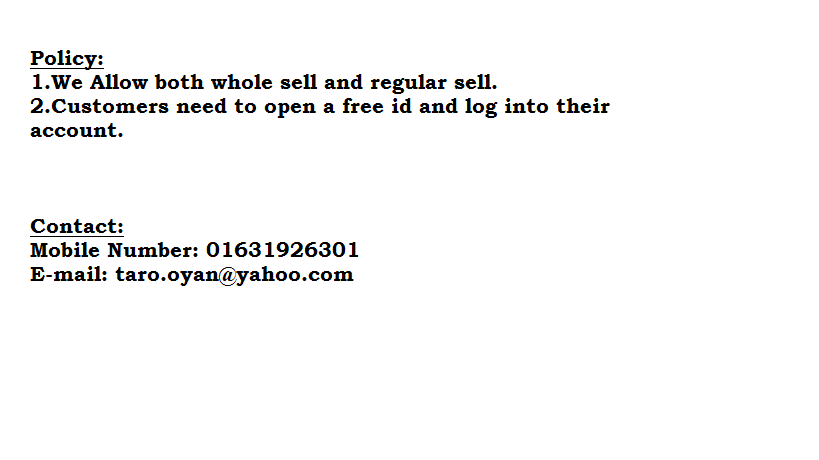 Policy:
1.We Allow both whole sell and regular sell.
2.Customers need to open a free id and log into their
account.
Contact:
Mobile Number: 01631926301
E-mail: taro.oyan@yahoo.com